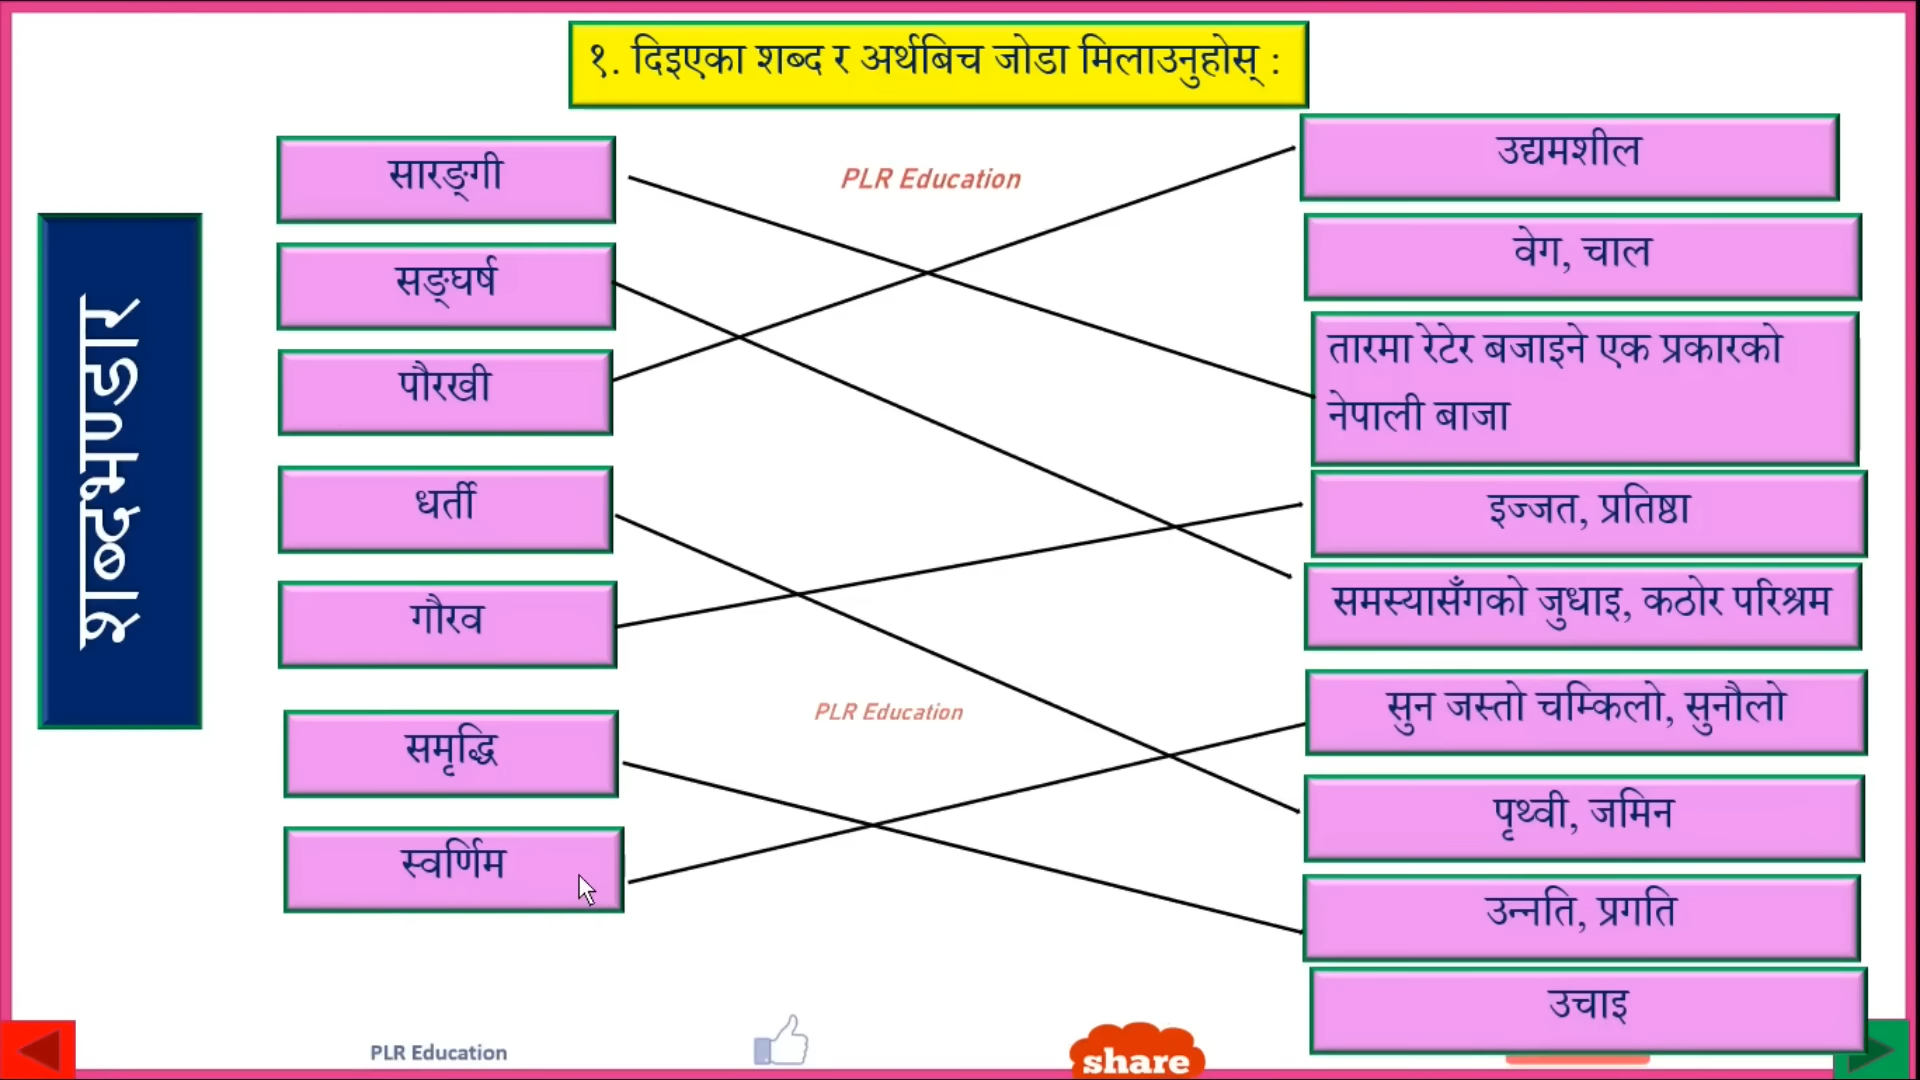 १. दिइएका शब्द र अर्थबिच जोडा मिलाउनुहोस् :
शब्दभण्डार
सारङ्गी
सङ्घर्ष
पौरखी
धर्ती
गौरव
समृद्धि
स्वर्णिम
PLR Education
PLR Education
उद्यमशील
वेग, चाल
तारमा रेटेर बजाइने एक प्रकारको
नेपाली बाजा
इज्जत, प्रतिष्ठा
समस्यासँगको जुधाइ, कठोर परिश्रम
सुन जस्तो चम्किलो, सुनौलो
पृथ्वी, जमिन
उन्नति, प्रगति
उचाइ
PLR Education
share